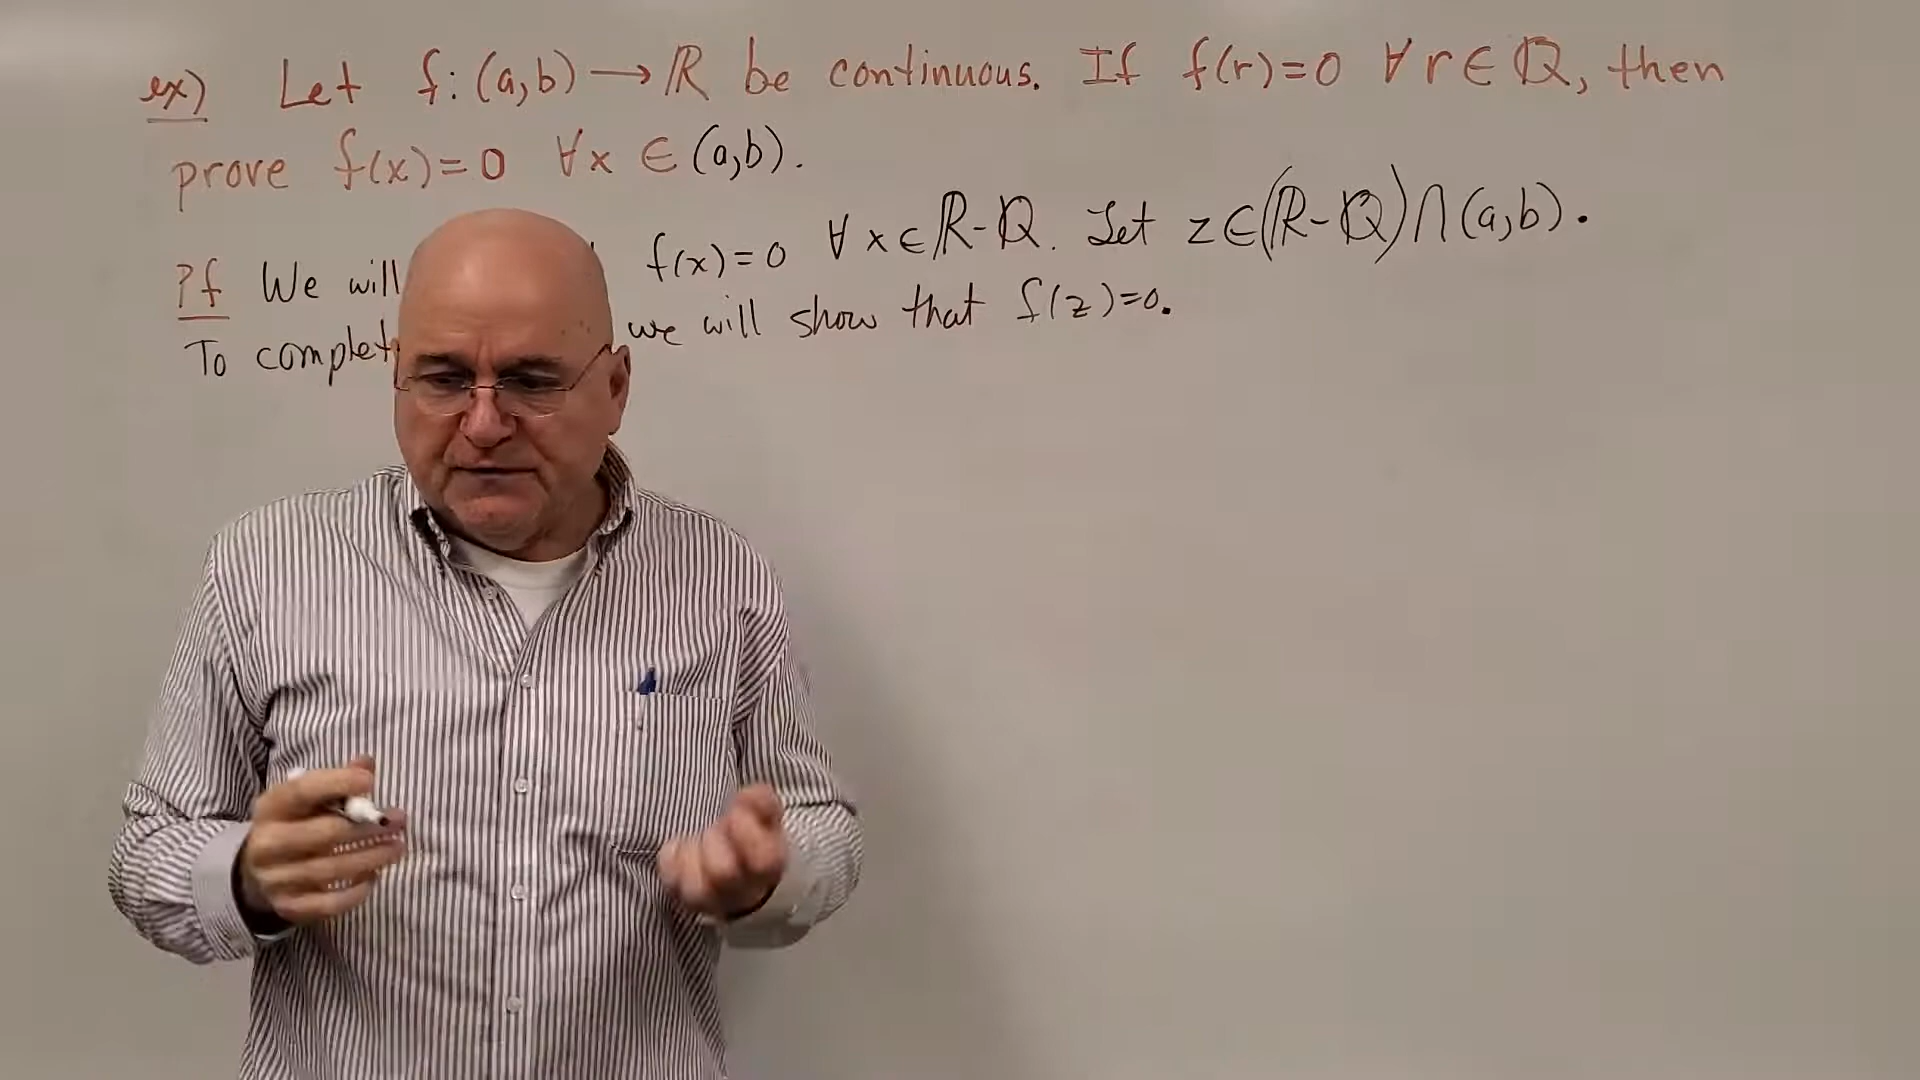 ex) Let f: (a,b) → ℝ be continuous. If f(r)=0 ∀ r ∈ ℚ, then
prove f(x)=0 ∀x ∈ (a,b).
Pf We will f(x)=0 ∀ x ∈ ℝ-ℚ. Let z ∈ (ℝ-ℚ) ∩ (a,b).
To complet we will show that f(z)=0.